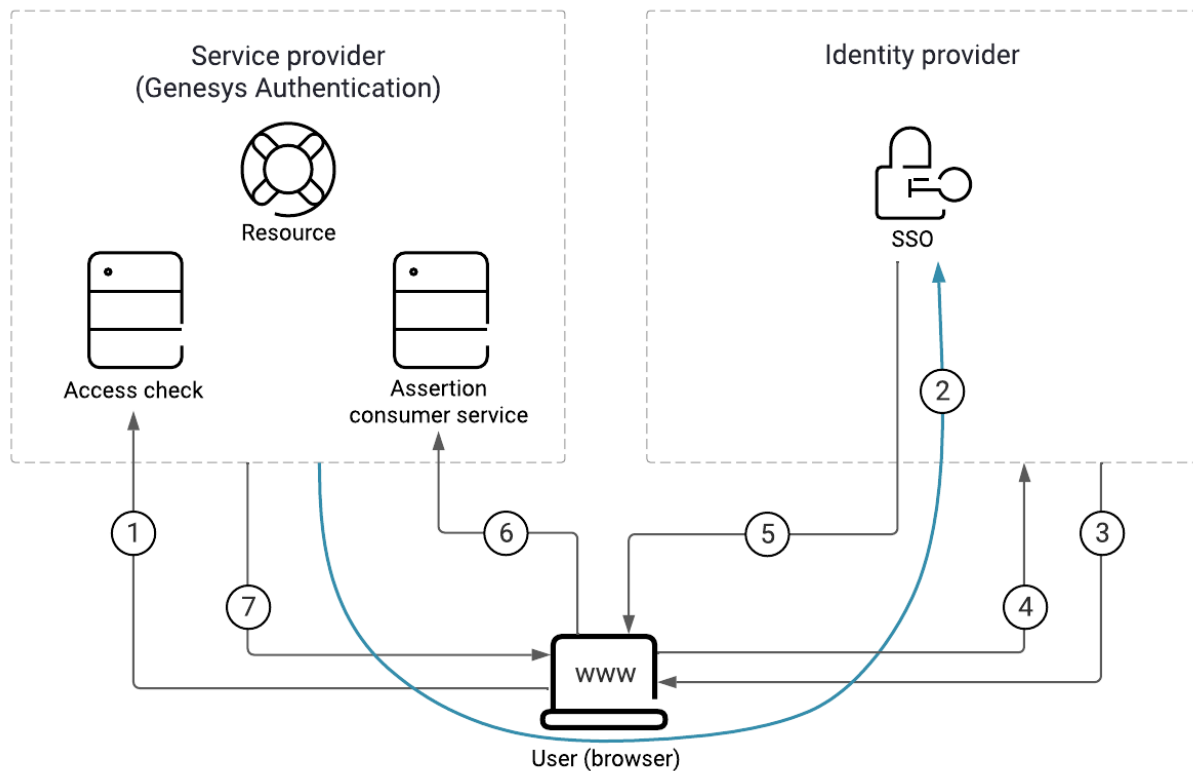 Service provider
(Genesys Authentication)
Identity provider
Resource
SSO
Access check
Assertion
consumer service
2
1
6
5
3
7
4
www
User (browser)